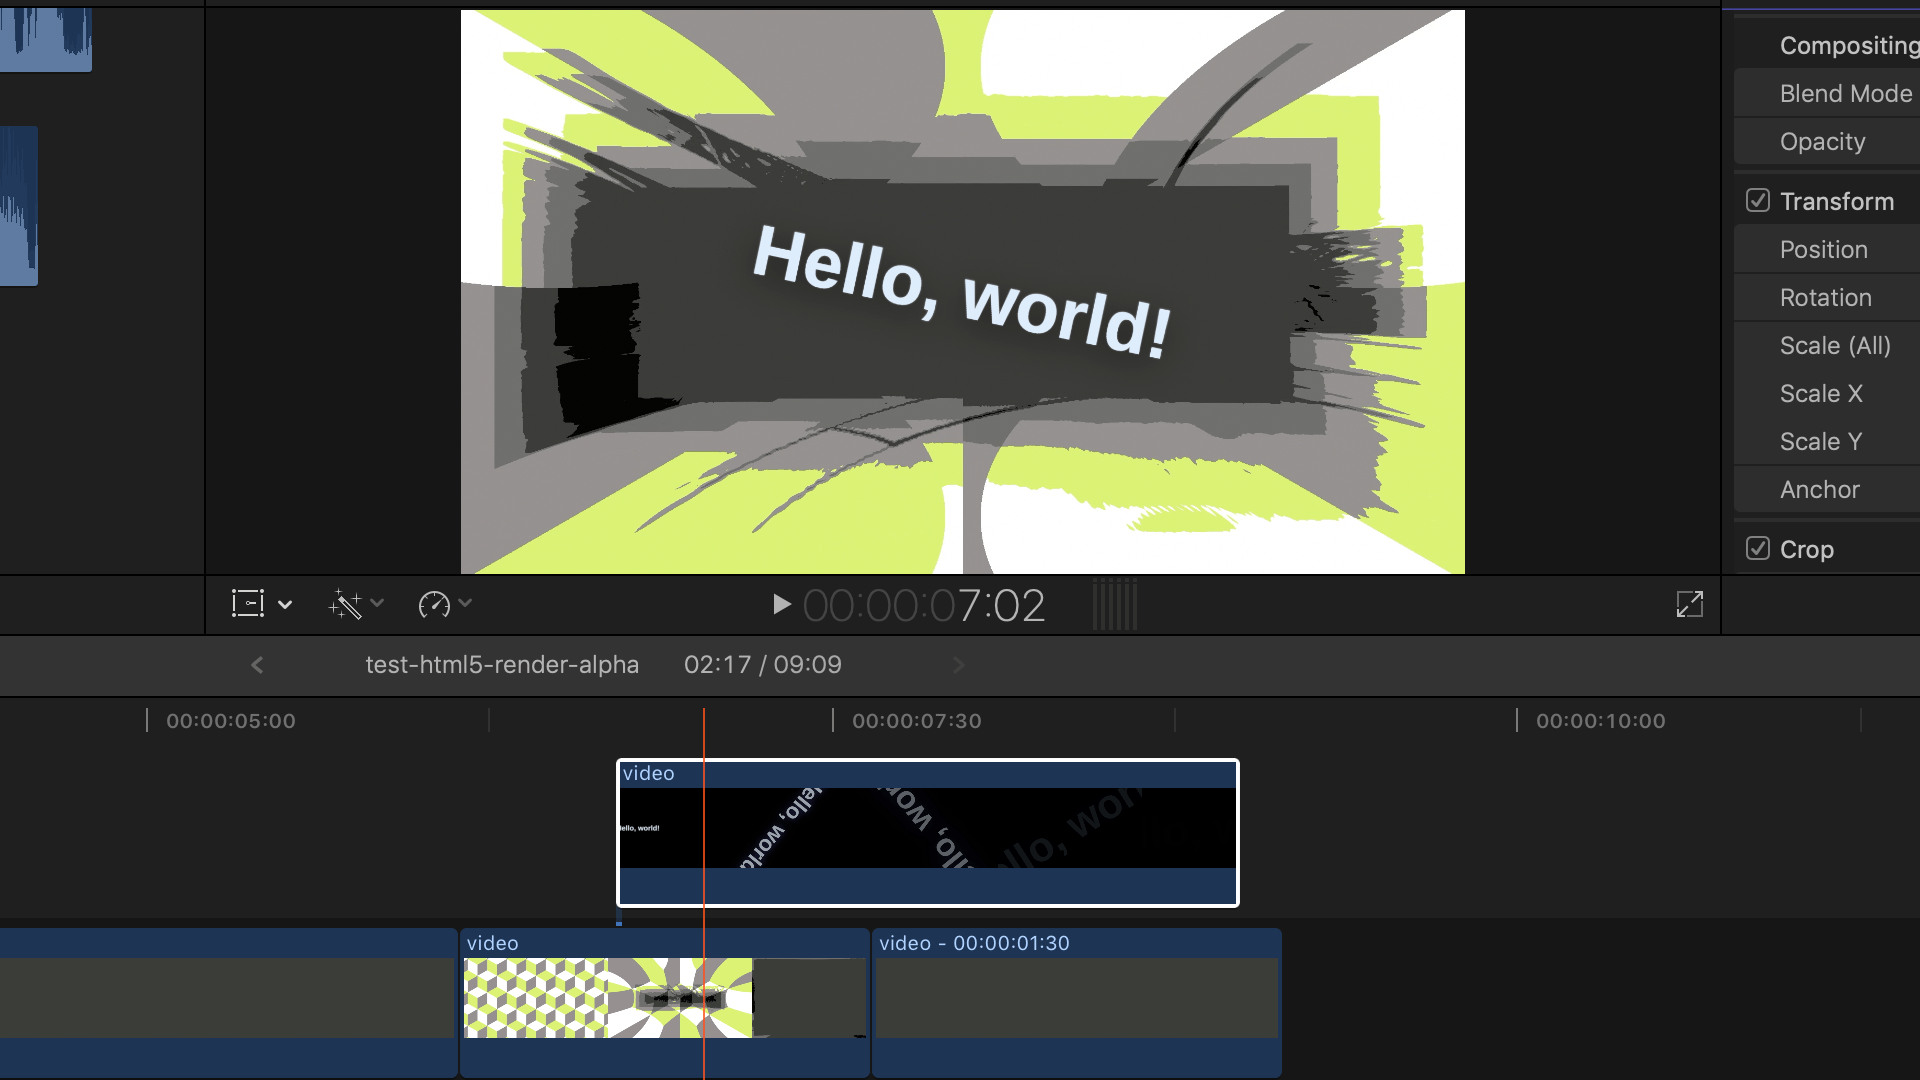 Compositing
Blend Mode
Opacity
Transform
Position
Rotation
Scale (All)
Scale X
Scale Y
Anchor
Crop
Hello, world!
00:00:07:02
test-html5-render-alpha 02:17 / 09:09
00:00:05:00 00:00:07:30 00:00:10:00
video
Hello, world!
video
video - 00:00:01:30